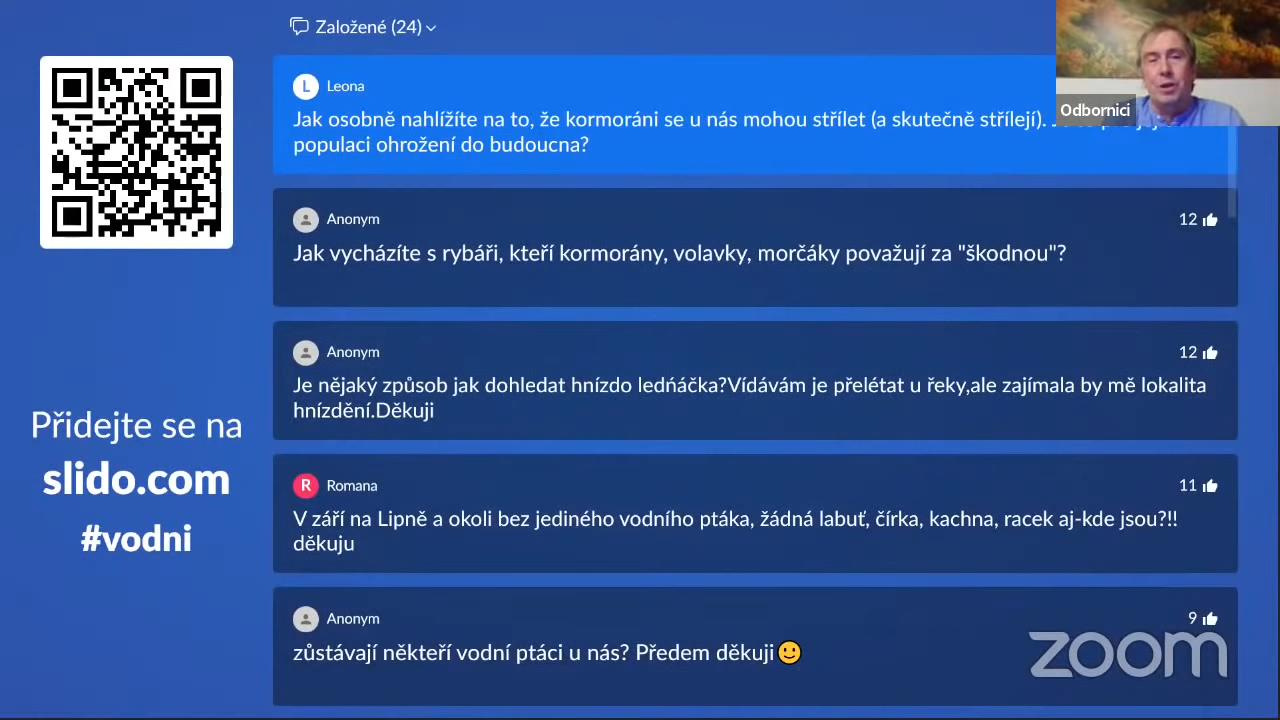 Založené (24)
L Leona
Jak osobně nahlížíte na to, že kormoráni se u nás mohou střílet (a skutečně střílejí).
populaci ohrožení do budoucna?
Odbornici
Anonym
12
Jak vycházíte s rybáři, kteří kormorány, volavky, morčáky považují za "škodnou"?
Anonym
12
Je nějaký způsob jak dohledat hnízdo ledńáčka?Vídávám je přelétat u řeky,ale zajímala by mě lokalita
hnízdění.Děkuji
R Romana
11
V září na Lipně a okoli bez jediného vodního ptáka, žádná labuť, čírka, kachna, racek aj-kde jsou?!!
děkuju
Anonym
9
zůstávají někteří vodní ptáci u nás? Předem děkuji🙂
Přidejte se na
slido.com
#vodni
zoom